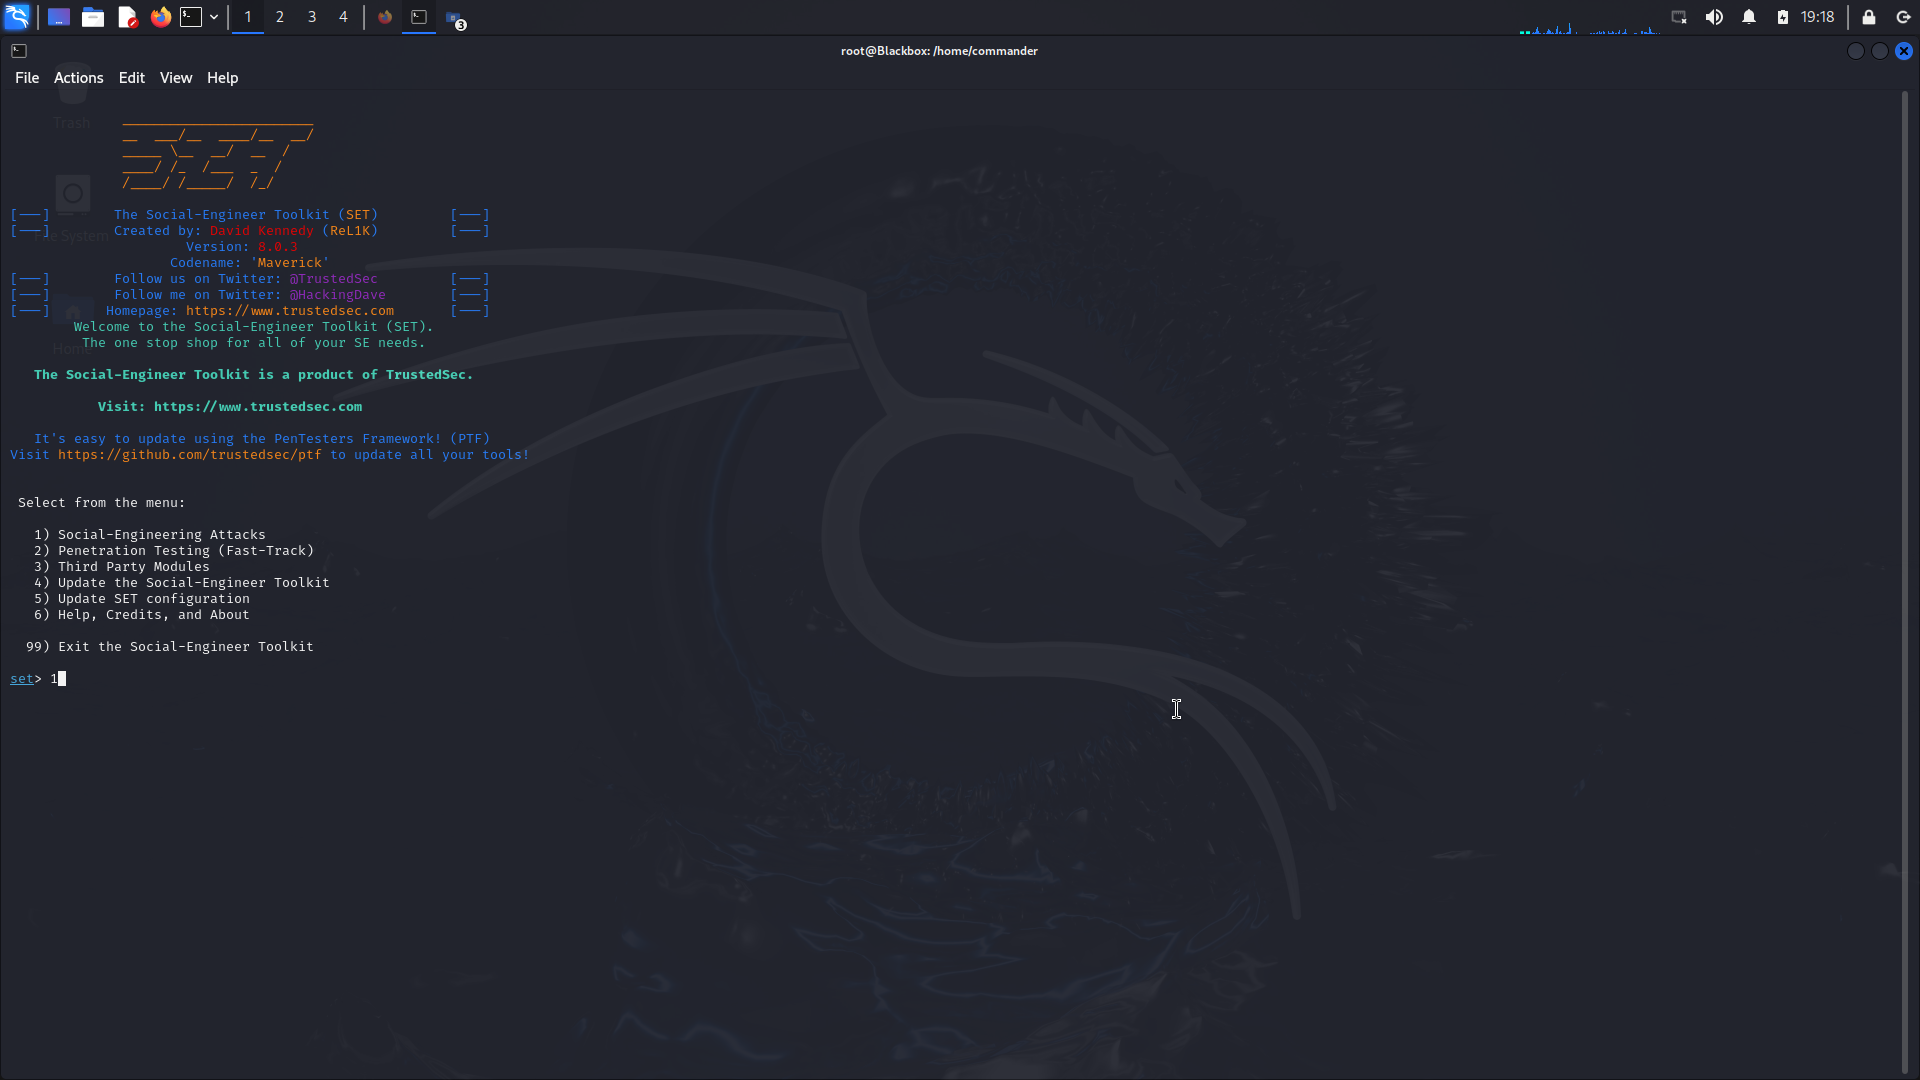 1 2 3 4 3 19:18
root@Blackbox: /home/commander
File Actions Edit View Help
Trash
[---] The Social-Engineer Toolkit (SET) [---]
[---] Created by: David Kennedy (ReL1K) [---]
File System
Version: 8.0.3
Codename: 'Maverick'
[---] Follow us on Twitter: @TrustedSec [---]
[---] Follow me on Twitter: @HackingDave [---]
[---] Homepage: https://www.trustedsec.com [---]
Welcome to the Social-Engineer Toolkit (SET).
The one stop shop for all of your SE needs.
Home
The Social-Engineer Toolkit is a product of TrustedSec.
Visit: https://www.trustedsec.com
It's easy to update using the PenTesters Framework! (PTF)
Visit https://github.com/trustedsec/ptf to update all your tools!
Select from the menu:
1) Social-Engineering Attacks
2) Penetration Testing (Fast-Track)
3) Third Party Modules
4) Update the Social-Engineer Toolkit
5) Update SET configuration
6) Help, Credits, and About
99) Exit the Social-Engineer Toolkit
set> 1